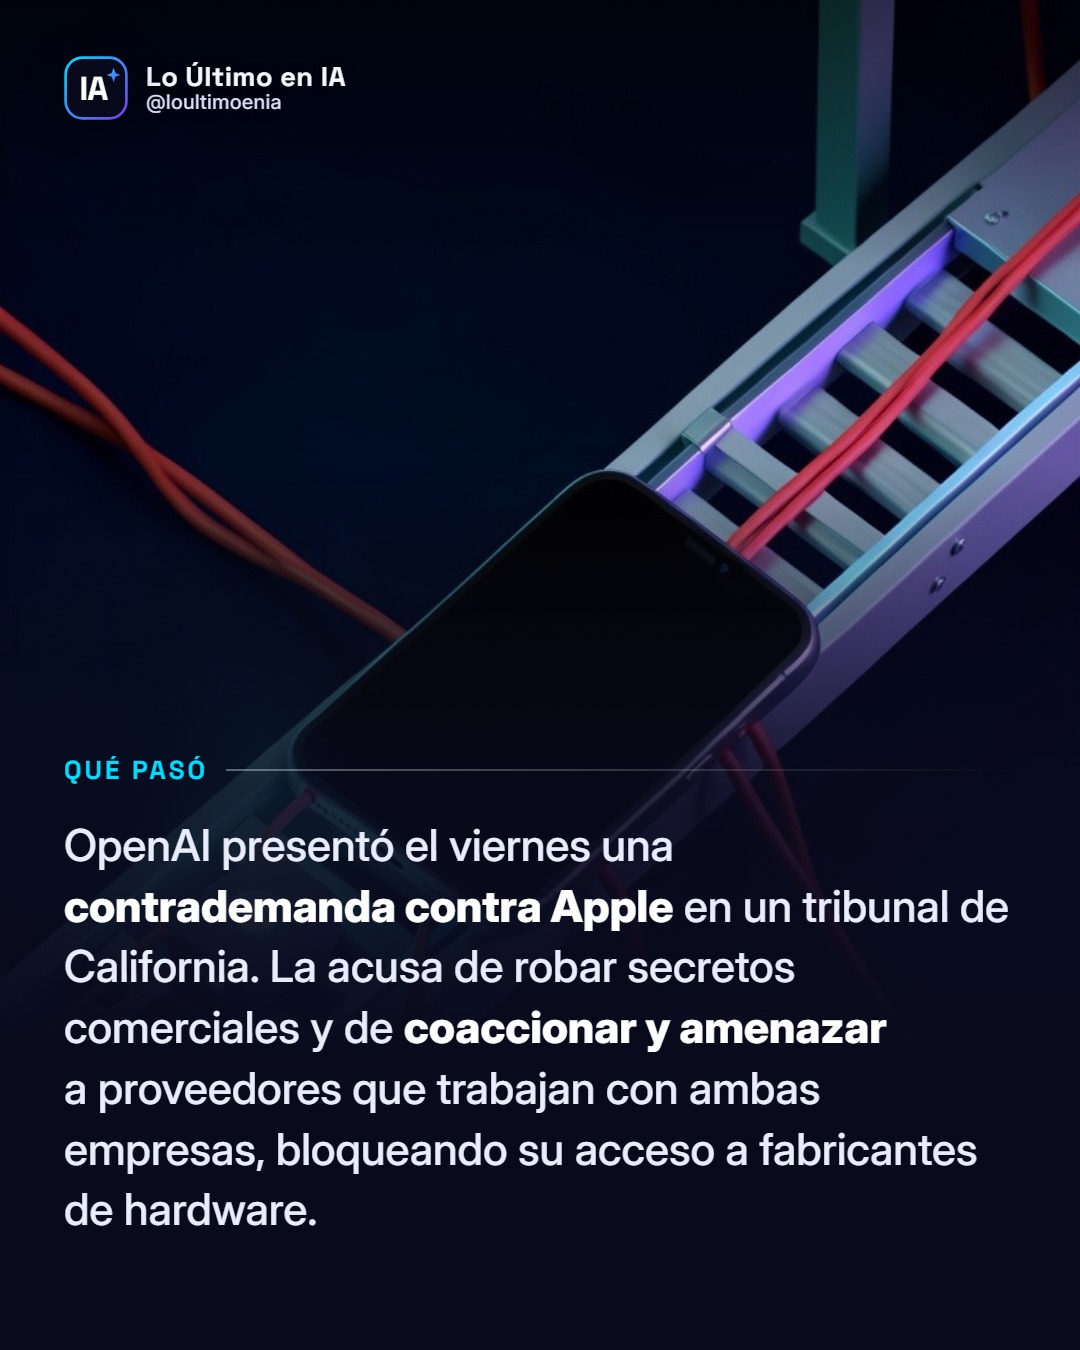 IA
Lo Último en IA
@loultimoenia
QUÉ PASÓ
OpenAI presentó el viernes una
contrademanda contra Apple en un tribunal de
California. La acusa de robar secretos
comerciales y de coaccionar y amenazar
a proveedores que trabajan con ambas
empresas, bloqueando su acceso a fabricantes
de hardware.